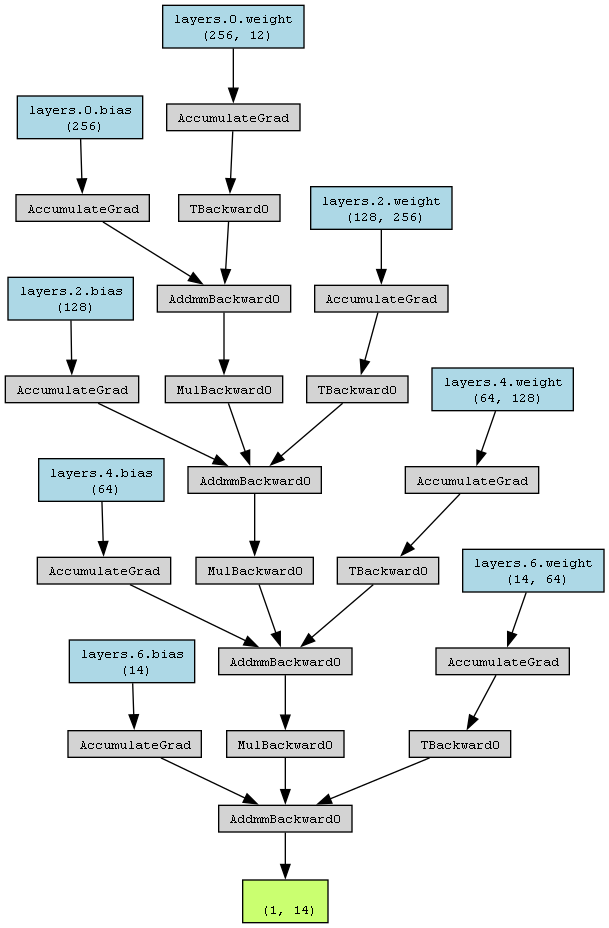 layers.0.weight
(256, 12)
layers.0.bias
(256)
AccumulateGrad
AccumulateGrad
TBackward0
layers.2.weight
(128, 256)
layers.2.bias
(128)
AddmmBackward0
AccumulateGrad
AccumulateGrad
MulBackward0
TBackward0
layers.4.weight
(64, 128)
layers.4.bias
(64)
AddmmBackward0
AccumulateGrad
AccumulateGrad
MulBackward0
TBackward0
layers.6.weight
(14, 64)
layers.6.bias
(14)
AddmmBackward0
AccumulateGrad
AccumulateGrad
MulBackward0
TBackward0
AddmmBackward0
(1, 14)